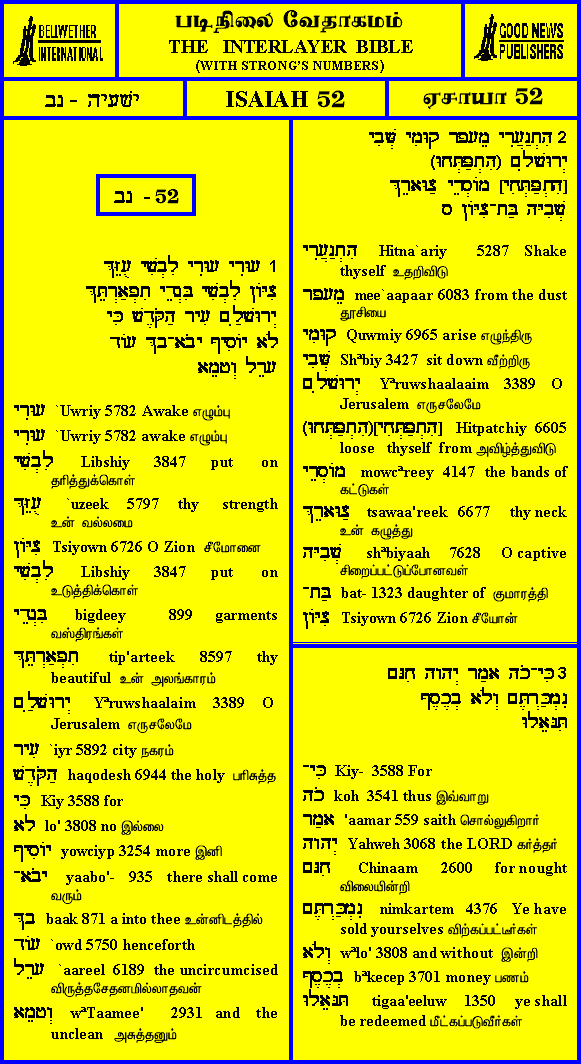 BELLWETHER
INTERNATIONAL
படிநிலை வேதாகமம்
THE INTERLAYER BIBLE
(WITH STRONG'S NUMBERS)
GOOD NEWS
PUBLISHERS
ישעיה - נב
ISAIAH 52
ஏசாயா 52
נב - 52
1 עוּרִי עוּרִי לִבְשִׁי עֻזֵּךְ
צִיּוֹן לִבְשִׁי בִּגְדֵי תִפְאַרְתֵּךְ
יְרוּשָׁלִַם עִיר הַקֹּדֶשׁ כִּי
לֹא יוֹסִיף יָבֹא־בָךְ עוֹד
עָרֵל וְטָמֵא
עוּרִי `Uwriy 5782 Awake எழும்பு
עוּרִי `Uwriy 5782 awake எழும்பு
לִבְשִׁי Libshiy 3847 put on
தரித்துக்கொள்
עֻזֵּךְ `uzeek 5797 thy strength
உன் வல்லமை
צִיּוֹן Tsiyown 6726 O Zion சீமோனை
לִבְשִׁי Libshiy 3847 put on
உடுத்திக்கொள்
בִּגְדֵי bigdeey 899 garments
வஸ்திரங்கள்
תִפְאַרְתֵּךְ tip'arteek 8597 thy
beautiful உன் அலங்காரம்
יְרוּשָׁלִַם Yªruwshaalaim 3389 O
Jerusalem எருசலேமே
עִיר `iyr 5892 city நகரம்
הַקֹּדֶשׁ haqodesh 6944 the holy பரிசுத்த
כִּי Kiy 3588 for
לֹא lo' 3808 no இல்லை
יוֹסִיף yowciyp 3254 more இனி
יָבֹא־ yaabo'- 935 there shall come
வரும்
בָךְ baak 871 a into thee உன்னிடத்தில்
עוֹד `owd 5750 henceforth
עָרֵל `aareel 6189 the uncircumcised
விருத்தசேதனமில்லாதவன்
וְטָמֵא wªTaamee' 2931 and the
unclean அசுத்தனும்
2 הִתְנַעֲרִי מֵעָפָר קוּמִי שְּׁבִי
יְרוּשָׁלִָם (הִתְפַּתְּחוּ)
[הִתְפַּתְּחִי] מוֹסְרֵי צַוָּארֵךְ
שְׁבִיָּה בַּת־צִיּוֹן ס
הִתְנַעֲרִי Hitna`ariy 5287 Shake
thyself உதறிவிடு
מֵעָפָר mee`aapaar 6083 from the dust
தூசியை
קוּמִי Quwmiy 6965 arise எழுந்திரு
שְּׁבִי Shªbiy 3427 sit down வீற்றிரு
יְרוּשָׁלִָם Yªruwshaalaaim 3389 O
Jerusalem எருசலேமே
(הִתְפַּתְּחוּ)[הִתְפַּתְּחִי] Hitpatchiy 6605
loose thyself from அவிழ்த்துவிடு
מוֹסְרֵי mowcªreey 4147 the bands of
கட்டுகள்
צַוָּארֵךְ tsawaa'reek 6677 thy neck
உன் கழுத்து
שְׁבִיָּה shªbiyaah 7628 O captive
சிறைப்பட்டுப்போனவள்
בַּת־ bat- 1323 daughter of குமாரத்தி
צִיּוֹן Tsiyown 6726 Zion சீயோன்
3 כִּי־כֹה אָמַר יְהוָה חִנָּם
נִמְכַּרְתֶּם וְלֹא בְכֶסֶף
תִּגָּאֵלוּ
כִּי־ Kiy- 3588 For
כֹה koh 3541 thus இவ்வாறு
אָמַר 'aamar 559 saith சொல்லுகிறார்
יְהוָה Yahweh 3068 the LORD கர்த்தர்
חִנָּם Chinaam 2600 for nought
விலையின்றி
נִמְכַּרְתֶּם nimkartem 4376 Ye have
sold yourselves விற்கப்பட்டீர்கள்
וְלֹא wªlo' 3808 and without இன்றி
בְכֶסֶף bªkecep 3701 money பணம்
תִּגָּאֵלוּ tigaa'eeluw 1350 ye shall
be redeemed மீட்கப்படுவீர்கள்